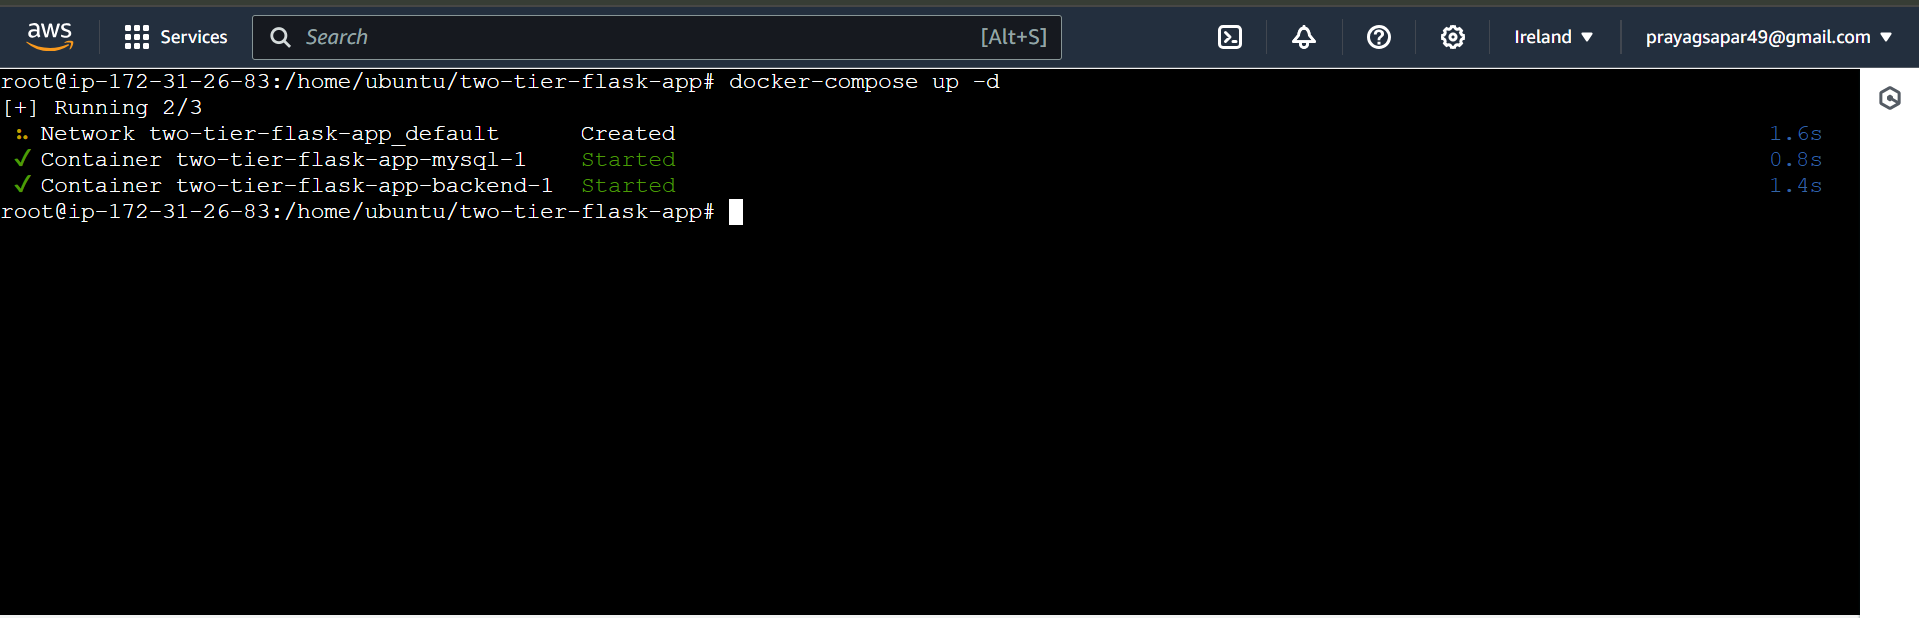 aws Services Search [Alt+S] Ireland prayagsapar49@gmail.com
root@ip-172-31-26-83:/home/ubuntu/two-tier-flask-app# docker-compose up -d
[+] Running 2/3
Network two-tier-flask-app_default Created 1.6s
✓ Container two-tier-flask-app-mysql-1 Started 0.8s
✓ Container two-tier-flask-app-backend-1 Started 1.4s
root@ip-172-31-26-83:/home/ubuntu/two-tier-flask-app#